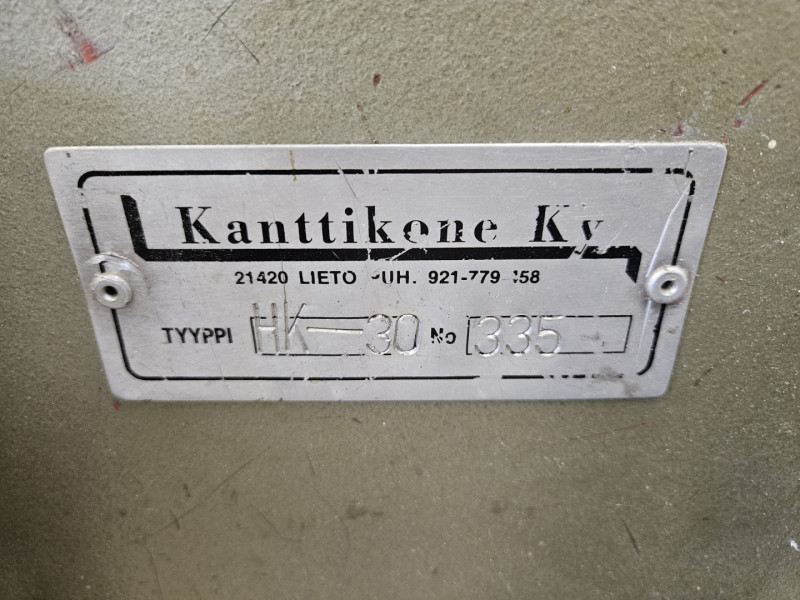 Kanttikone Ky
21420 LIETO PUH. 921-779
TYYPPI HK-30 No 335